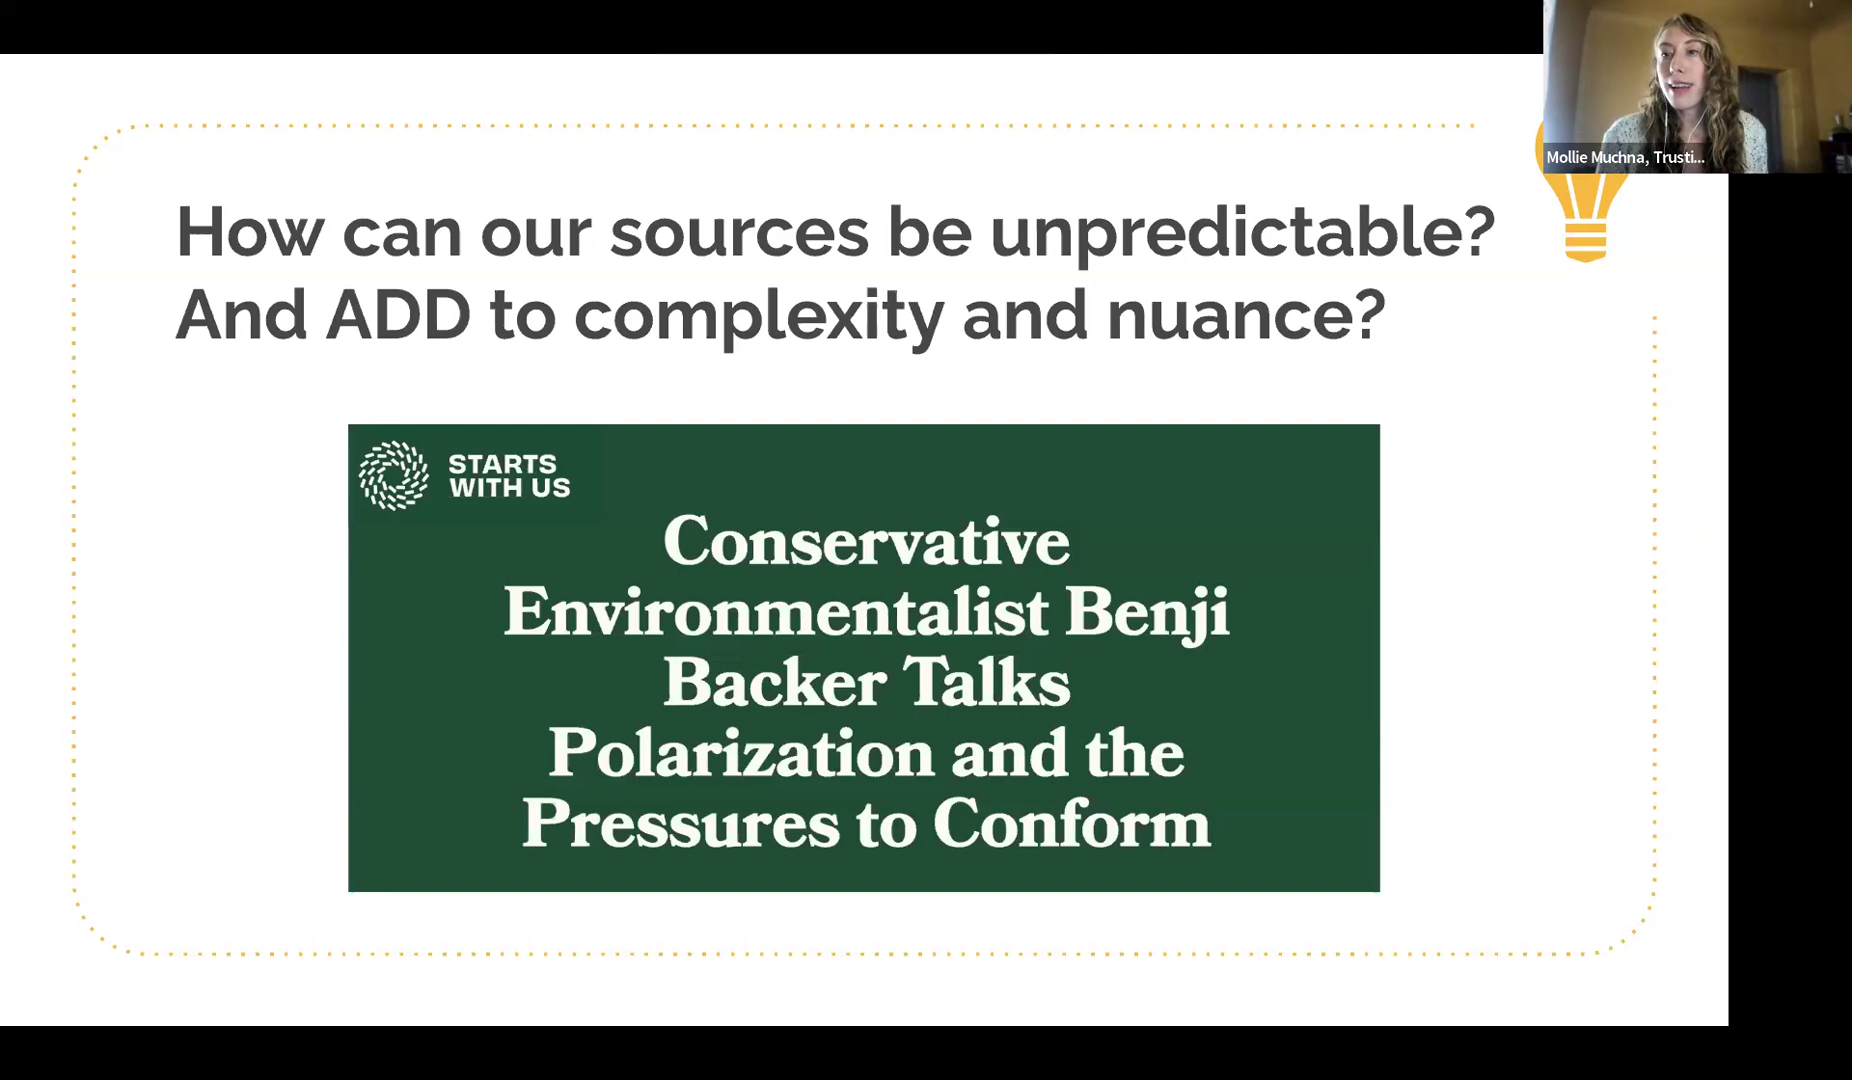 Mollie Muchna, Trusti...
How can our sources be unpredictable?
And ADD to complexity and nuance?
STARTS
WITH US
Conservative
Environmentalist Benji
Backer Talks
Polarization and the
Pressures to Conform